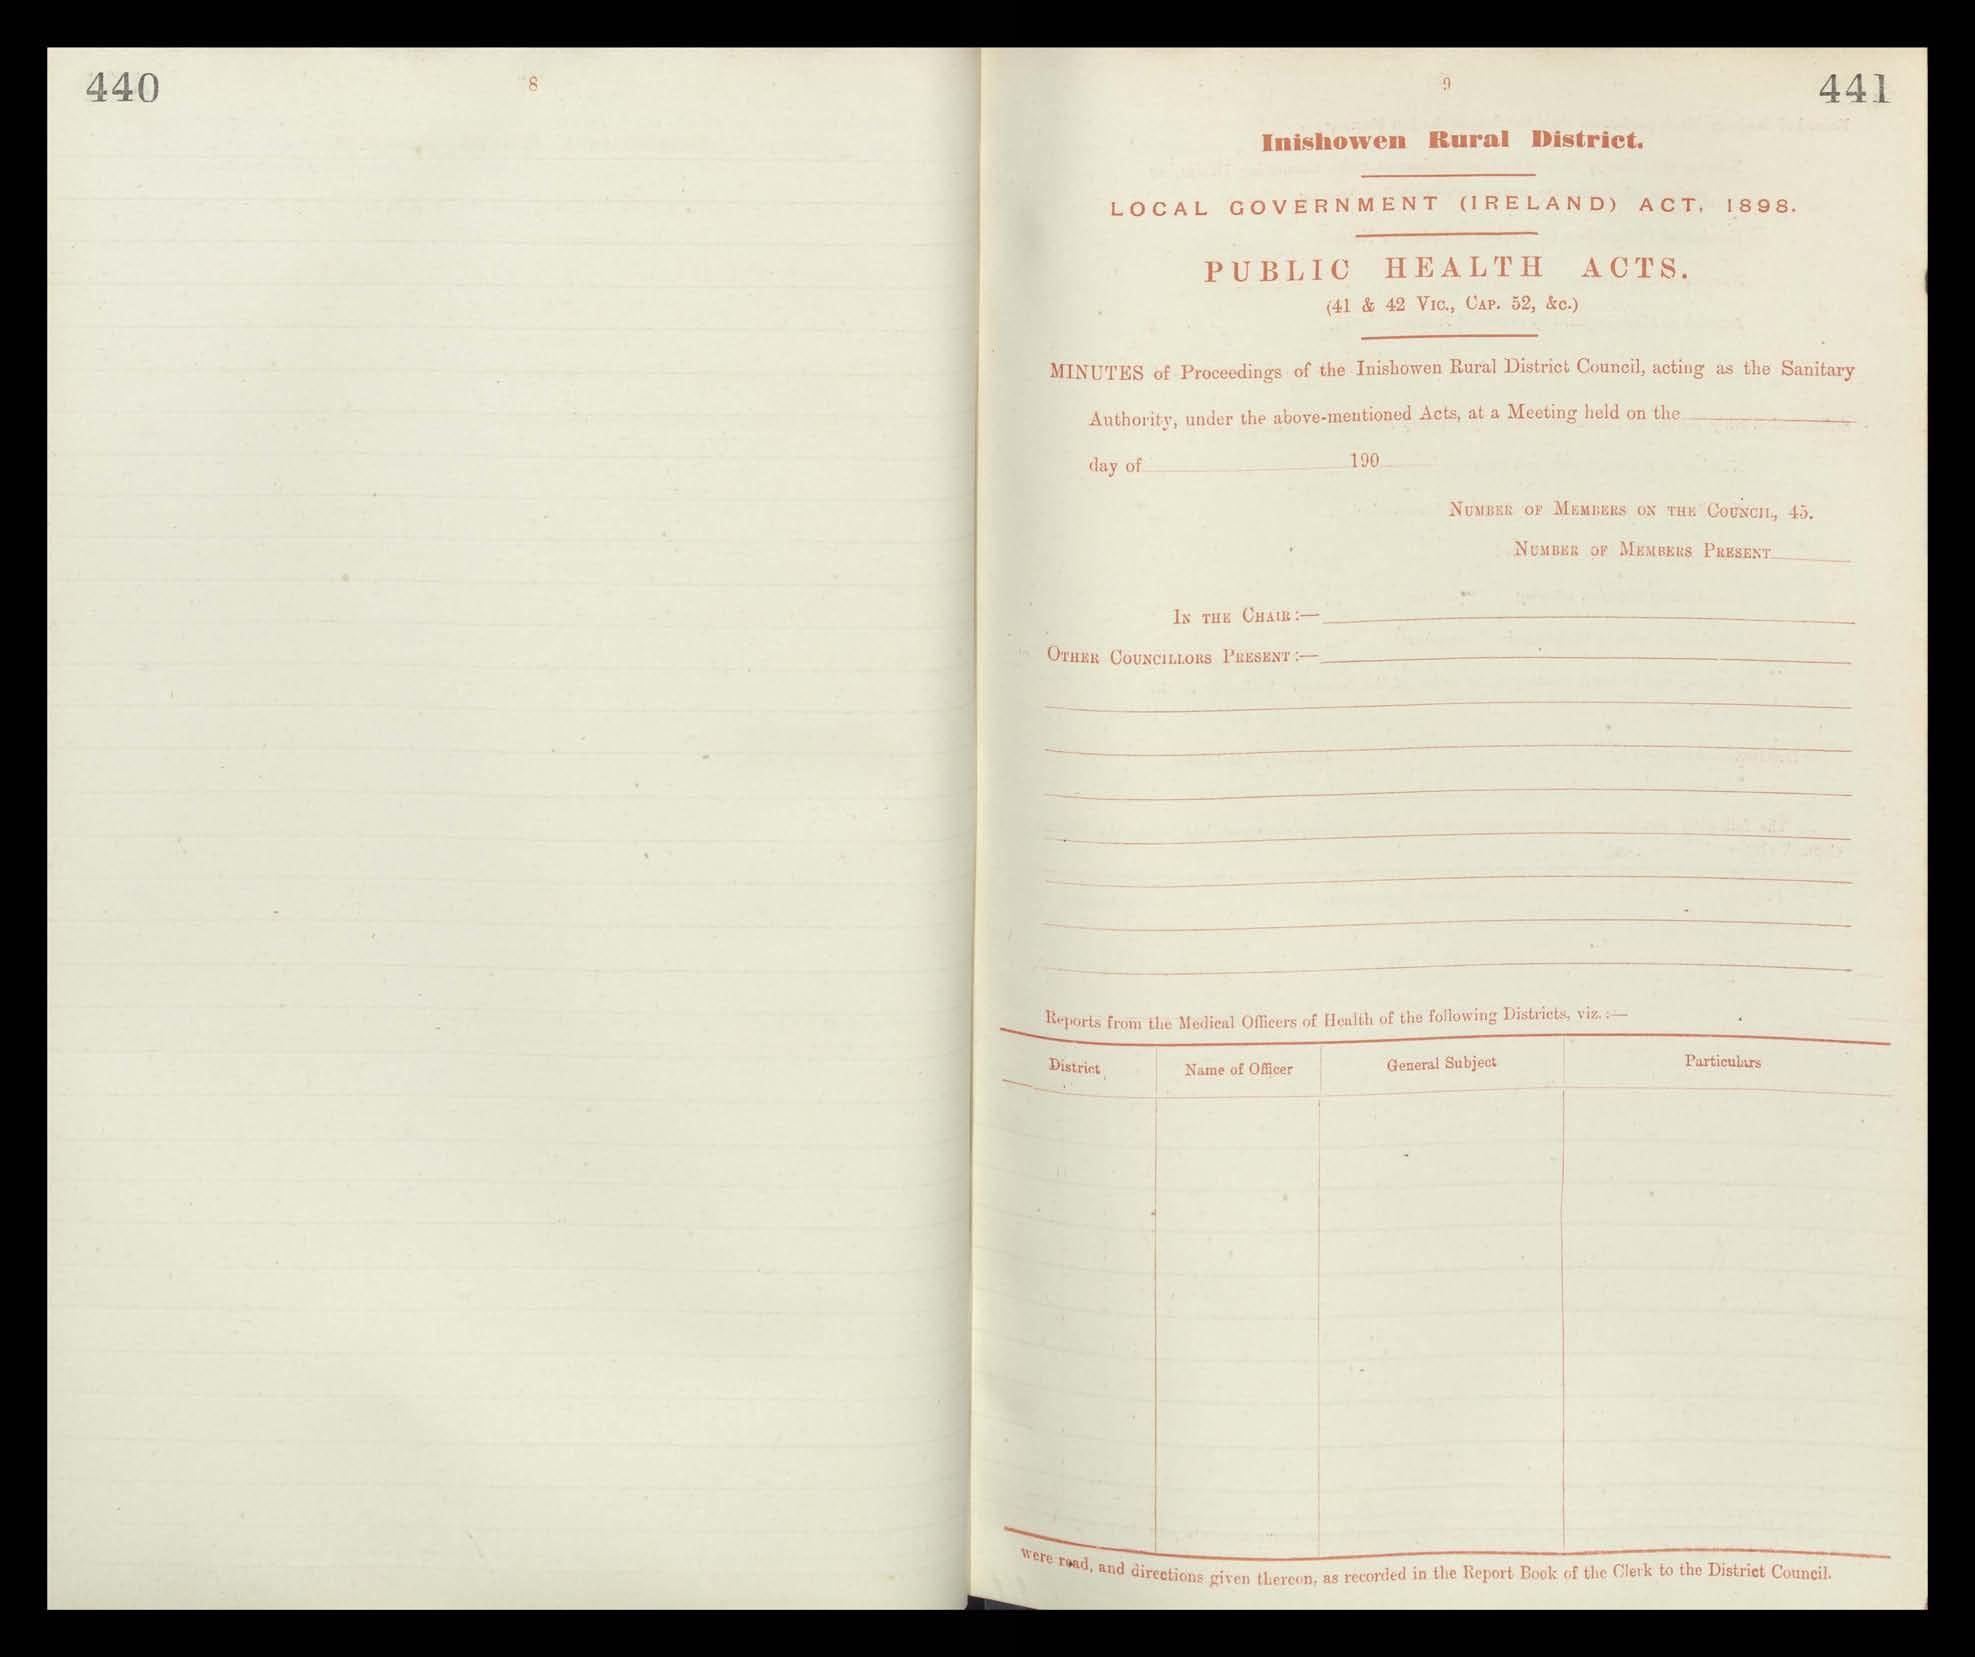 440
8
9
441
Inishowen Rural District.
LOCAL GOVERNMENT (IRELAND) ACT, 1898.
PUBLIC HEALTH ACTS.
(41 & 42 VIC., CAP. 52, &c.)
MINUTES of Proceedings of the Inishowen Rural District Council, acting as the Sanitary
Authority, under the above-mentioned Acts, at a Meeting held on the
day of 190
NUMBER OF MEMBERS ON THE COUNCIL, 45.
NUMBER OF MEMBERS PRESENT
IN THE CHAIR:—
OTHER COUNCILLORS PRESENT:—
Reports from the Medical Officers of Health of the following Districts, viz.:—
District Name of Officer General Subject Particulars
were read, and directions given thereon, as recorded in the Report Book of the Clerk to the District Council.